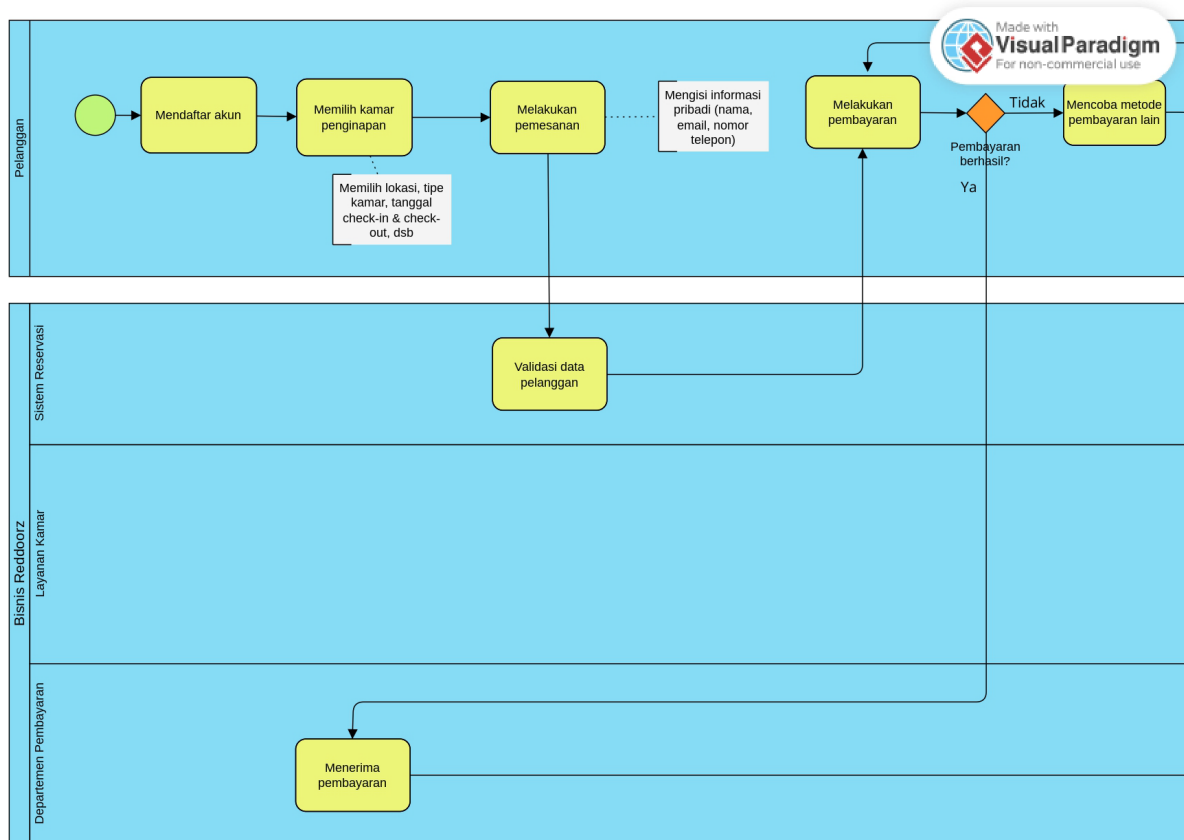 Made with
VisualParadigm
For non-commercial use
Pelanggan
Mendaftar akun
Memilih kamar
penginapan
Melakukan
pemesanan
Mengisi informasi
pribadi (nama,
email, nomor
telepon)
Melakukan
pembayaran
Tidak
Mencoba metode
pembayaran lain
Pembayaran
berhasil?
Ya
Memilih lokasi, tipe
kamar, tanggal
check-in & check-
out, dsb
Bisnis Reddoorz
Sistem Reservasi
Validasi data
pelanggan
Layanan Kamar
Departemen Pembayaran
Menerima
pembayaran